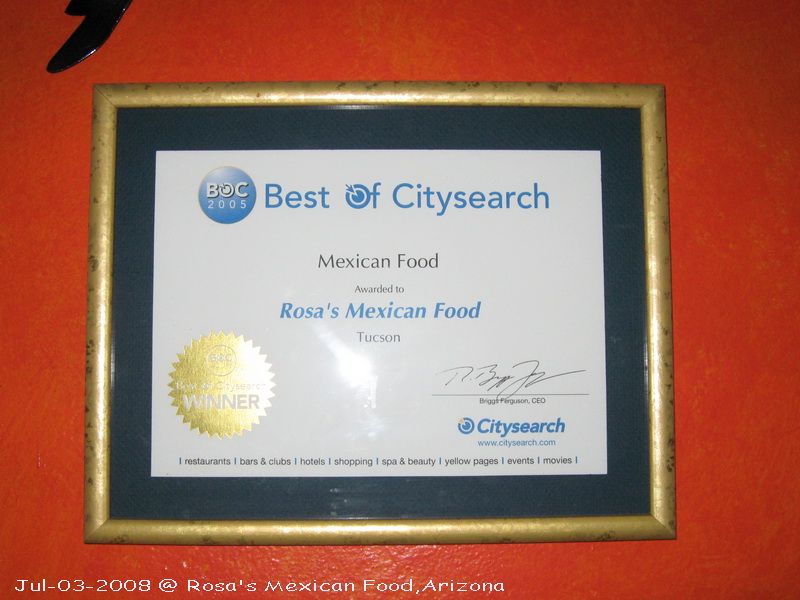 BOC
2005
Best Of Citysearch
Mexican Food
Awarded to
Rosa's Mexican Food
Tucson
BOC
Best of Citysearch
WINNER
Briggs Ferguson, CEO
Citysearch
www.citysearch.com
| restaurants | bars & clubs | hotels | shopping | spa & beauty | yellow pages | events | movies |
Jul-03-2008 @ Rosa's Mexican Food,Arizona